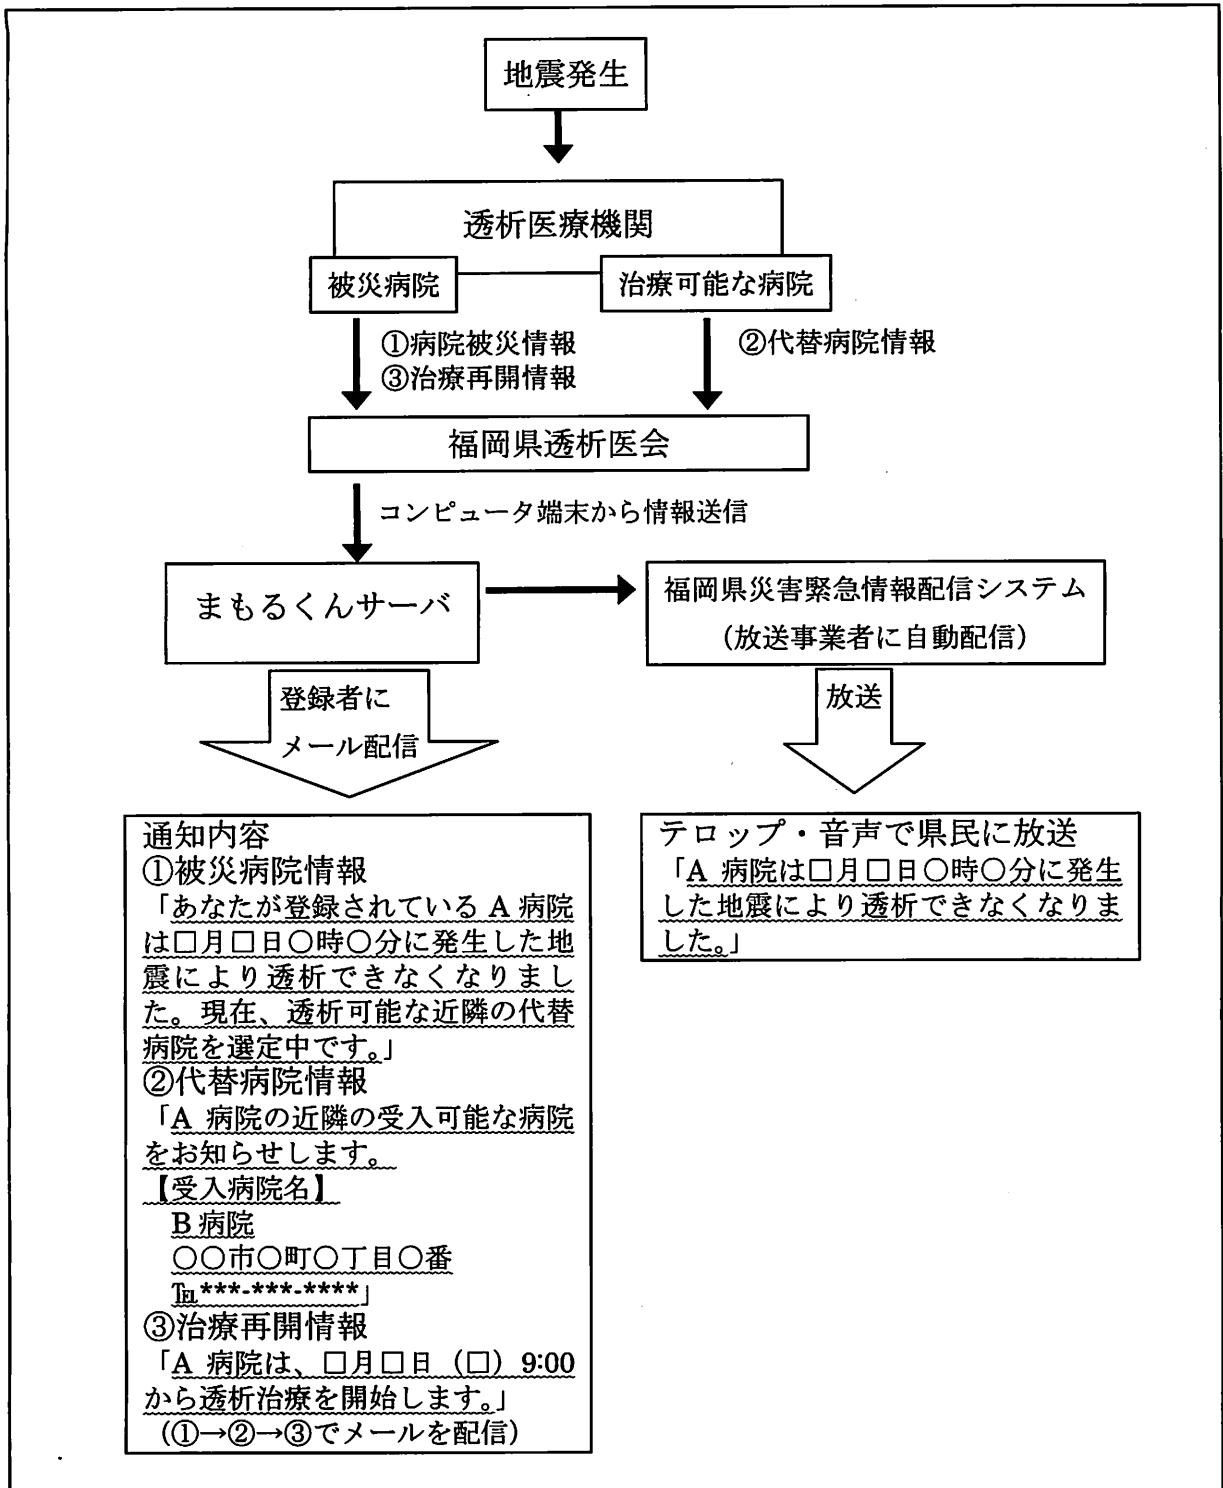 地震発生
透析医療機関
被災病院
治療可能な病院
①病院被災情報
③治療再開情報
②代替病院情報
福岡県透析医会
コンピュータ端末から情報送信
まもるくんサーバ
福岡県災害緊急情報配信システム
(放送事業者に自動配信)
登録者に
メール配信
放送
通知内容
①被災病院情報
「あなたが登録されている A 病院
は□月□日○時○分に発生した地
震により透析できなくなりまし
た。現在、透析可能な近隣の代替
病院を選定中です。」
②代替病院情報
「A 病院の近隣の受入可能な病院
をお知らせします。
【受入病院名】
B 病院
○○市○町○丁目○番
℡***-***-****」
③治療再開情報
「A 病院は、□月□日（□）9:00
から透析治療を開始します。」
(①→②→③でメールを配信)
テロップ・音声で県民に放送
「A 病院は□月□日○時○分に発生
した地震により透析できなくなりま
した。」